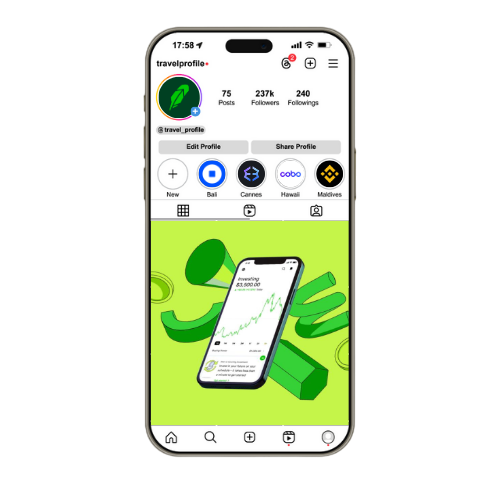 17:58
travelprofile
2
75
237k
240
Posts
Followers
Followings
travel_profile
Edit Profile
Share Profile
New
Bali
Cannes
cobo
Hawaii
Maldives
Investing
$3,500.00